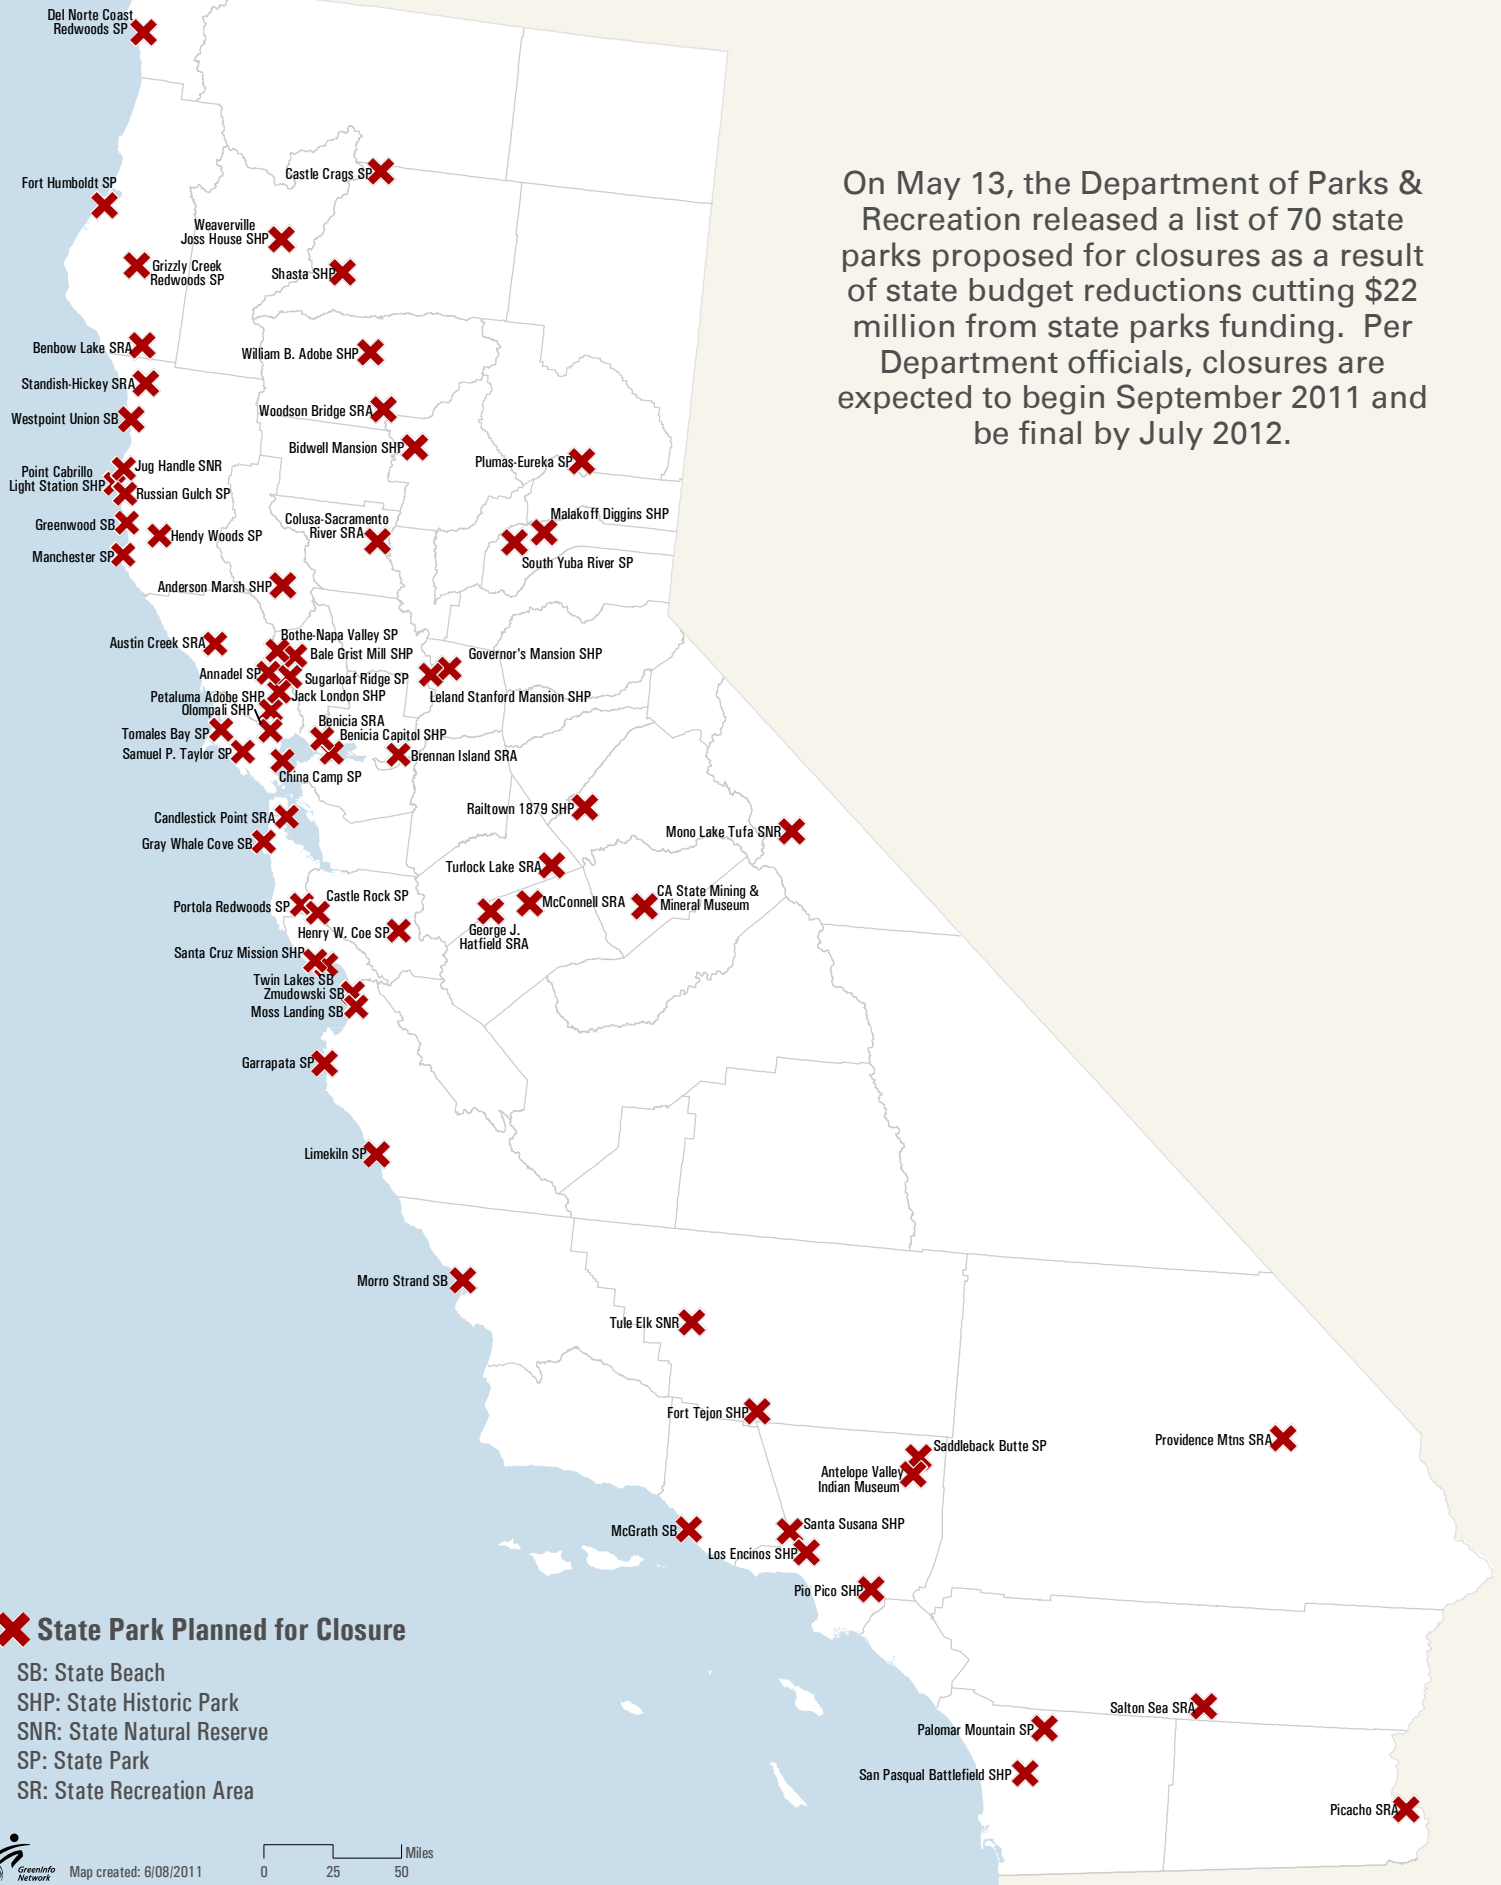 Del Norte Coast
Redwoods SP
On May 13, the Department of Parks &
Recreation released a list of 70 state
parks proposed for closures as a result
of state budget reductions cutting $22
million from state parks funding.  Per
Department officials, closures are
expected to begin September 2011 and
be final by July 2012.
Castle Crags SP
Fort Humboldt SP
Weaverville
Joss House SHP
Grizzly Creek
Redwoods SP
Shasta SHP
Benbow Lake SRA
William B. Adobe SHP
Standish-Hickey SRA
Westpoint Union SB
Woodson Bridge SRA
Bidwell Mansion SHP
Plumas-Eureka SP
Jug Handle SNR
Point Cabrillo
Light Station SHP
Russian Gulch SP
Greenwood SB
Hendy Woods SP
Manchester SP
Colusa-Sacramento
River SRA
Malakoff Diggins SHP
South Yuba River SP
Anderson Marsh SHP
Austin Creek SRA
Bothe-Napa Valley SP
Bale Grist Mill SHP
Governor's Mansion SHP
Annadel SP
Sugarloaf Ridge SP
Petaluma Adobe SHP
Jack London SHP
Leland Stanford Mansion SHP
Olompali SHP
Benicia SRA
Tomales Bay SP
Benicia Capitol SHP
Samuel P. Taylor SP
Brennan Island SRA
China Camp SP
Candlestick Point SRA
Railtown 1879 SHP
Mono Lake Tufa SNR
Gray Whale Cove SB
Turlock Lake SRA
Castle Rock SP
Portola Redwoods SP
McConnell SRA
CA State Mining &
Mineral Museum
Henry W. Coe SP
George J.
Hatfield SRA
Santa Cruz Mission SHP
Twin Lakes SB
Zmudowski SB
Moss Landing SB
Garrapata SP
Limekiln SP
Morro Strand SB
Tule Elk SNR
Fort Tejon SHP
Saddleback Butte SP
Providence Mtns SRA
Antelope Valley
Indian Museum
McGrath SB
Santa Susana SHP
Los Encinos SHP
Pio Pico SHP
Salton Sea SRA
Palomar Mountain SP
San Pasqual Battlefield SHP
Picacho SRA
State Park Planned for Closure
SB: State Beach
SHP: State Historic Park
SNR: State Natural Reserve
SP: State Park
SR: State Recreation Area
GreenInfo
Network
Map created: 6/08/2011
Miles
0 25 50